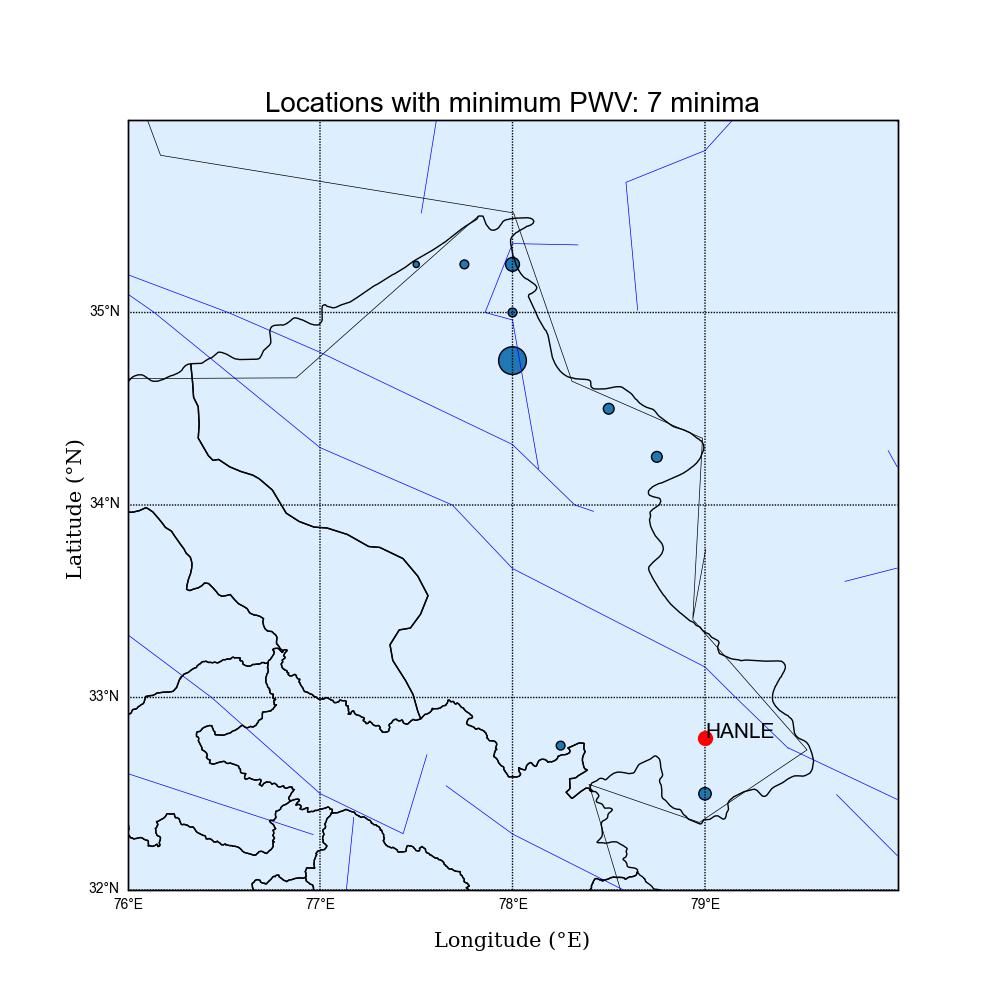 Locations with minimum PWV: 7 minima
35°N
34°N
33°N
32°N
Latitude (°N)
HANLE
76°E 77°E 78°E 79°E
Longitude (°E)